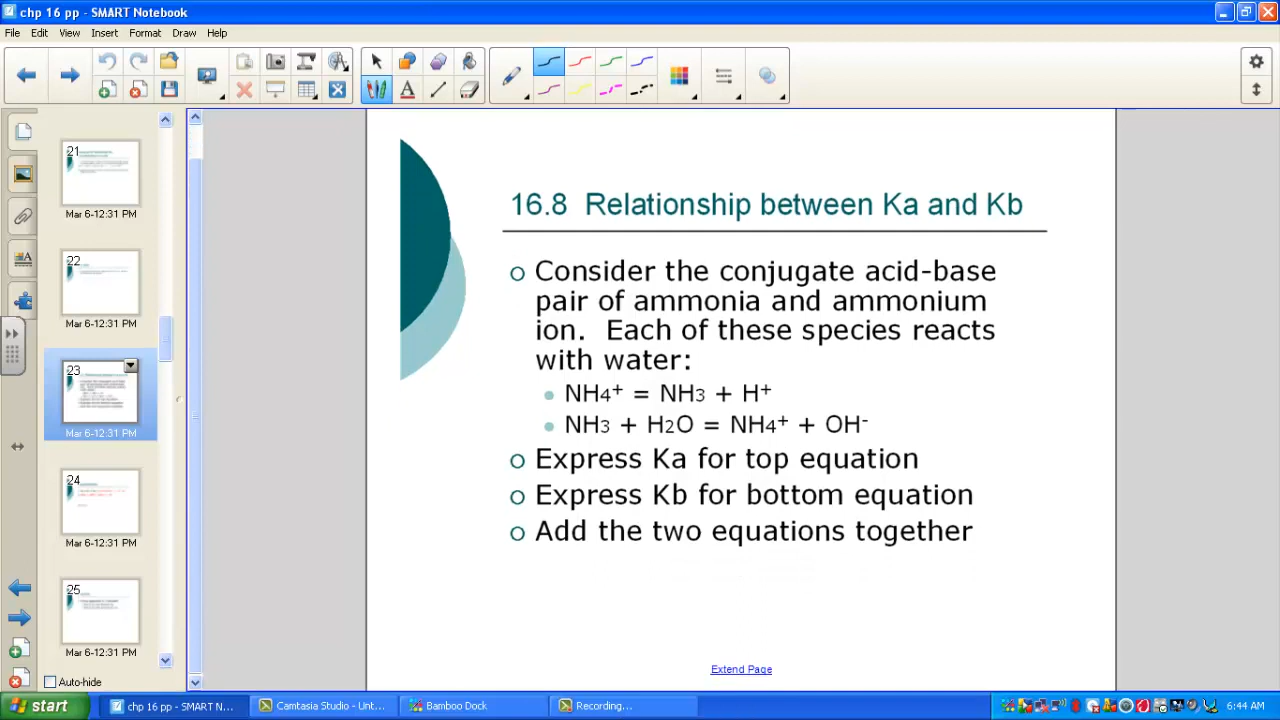 chp 16 pp - SMART Notebook
File Edit View Insert Format Draw Help
21
Mar 6-12:31 PM
22
Mar 6-12:31 PM
23
Mar 6-12:31 PM
24
Mar 6-12:31 PM
25
Mar 6-12:31 PM
Auto-hide
16.8 Relationship between Ka and Kb
Consider the conjugate acid-base
pair of ammonia and ammonium
ion. Each of these species reacts
with water:
NH4+ = NH3 + H+
NH3 + H2O = NH4+ + OH-
Express Ka for top equation
Express Kb for bottom equation
Add the two equations together
Extend Page
start chp 16 pp - SMART N... Camtasia Studio - Unt... Bamboo Dock Recording... 6:44 AM